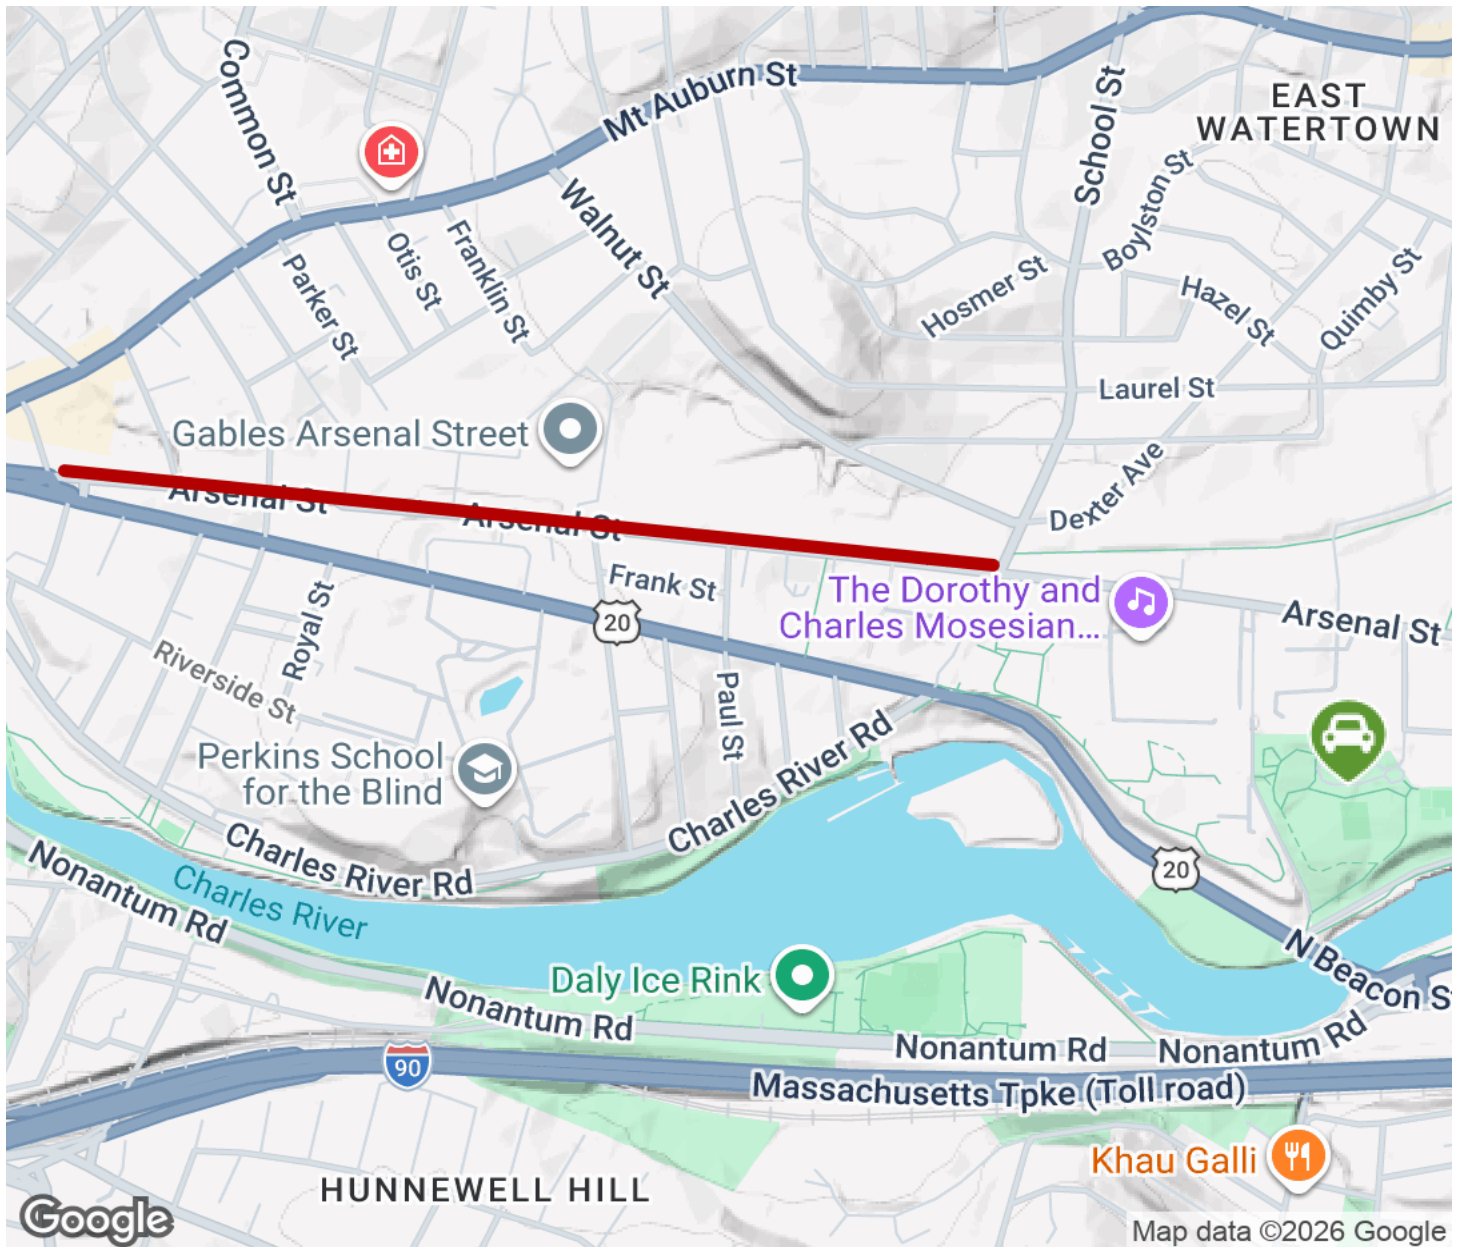 Common St
Mt Auburn St
EAST
WATERTOWN
School St
Boylston St
Walnut St
Otis St
Franklin St
Parker St
Hosmer St
Hazel St
Quimby St
Laurel St
Gables Arsenal Street
Dexter Ave
Arsenal St
Arsenal St
Frank St
The Dorothy and
Charles Mosesian...
Arsenal St
20
Royal St
Riverside St
Paul St
Perkins School
for the Blind
Charles River Rd
Charles River Rd
20
Nonantum Rd
Charles River
N Beacon St
Daly Ice Rink
Nonantum Rd
Nonantum Rd
Nonantum Rd
90
Massachusetts Tpke (Toll road)
Khau Galli
HUNNEWELL HILL
Google
Map data ©2026 Google